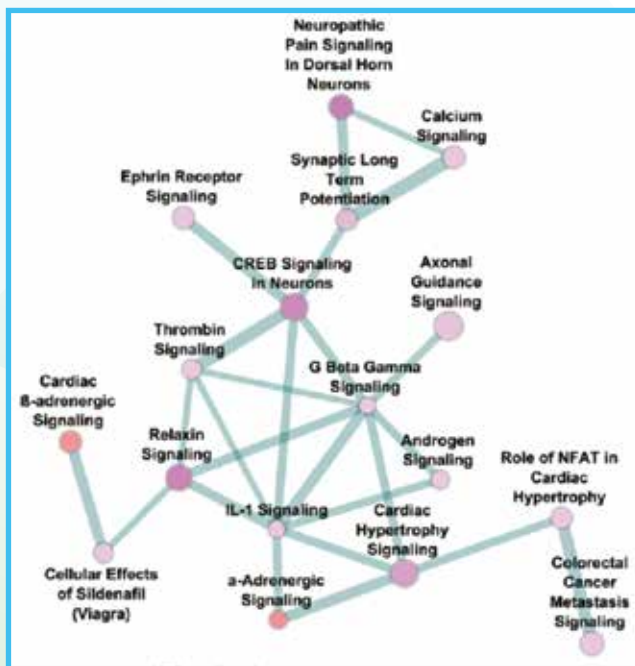 Neuropathic
Pain Signaling
In Dorsal Horn
Neurons
Calcium
Signaling
Synaptic Long
Term
Potentiation
Ephrin Receptor
Signaling
CREB Signaling
in Neurons
Axonal
Guidance
Signaling
Thrombin
Signaling
G Beta Gamma
Signaling
Cardiac
ß-adrenergic
Signaling
Relaxin
Signaling
Androgen
Signaling
Role of NFAT in
Cardiac
Hypertrophy
IL-1 Signaling
Cardiac
Hypertrophy
Signaling
Cellular Effects
of Sildenafil
(Viagra)
a-Adrenergic
Signaling
Colorectal
Cancer
Metastasis
Signaling